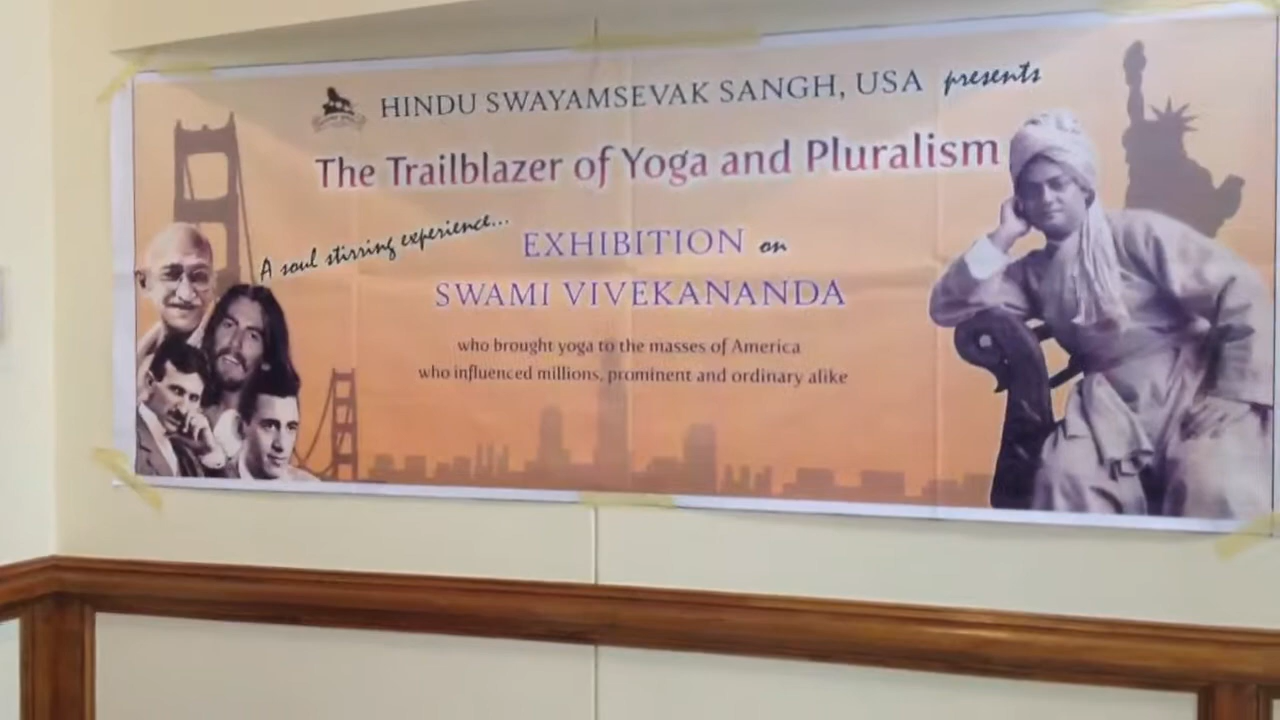 HINDU SWAYAMSEVAK SANGH, USA presents
The Trailblazer of Yoga and Pluralism
A soul stirring experience...
EXHIBITION on
SWAMI VIVEKANANDA
who brought yoga to the masses of America
who influenced millions, prominent and ordinary alike